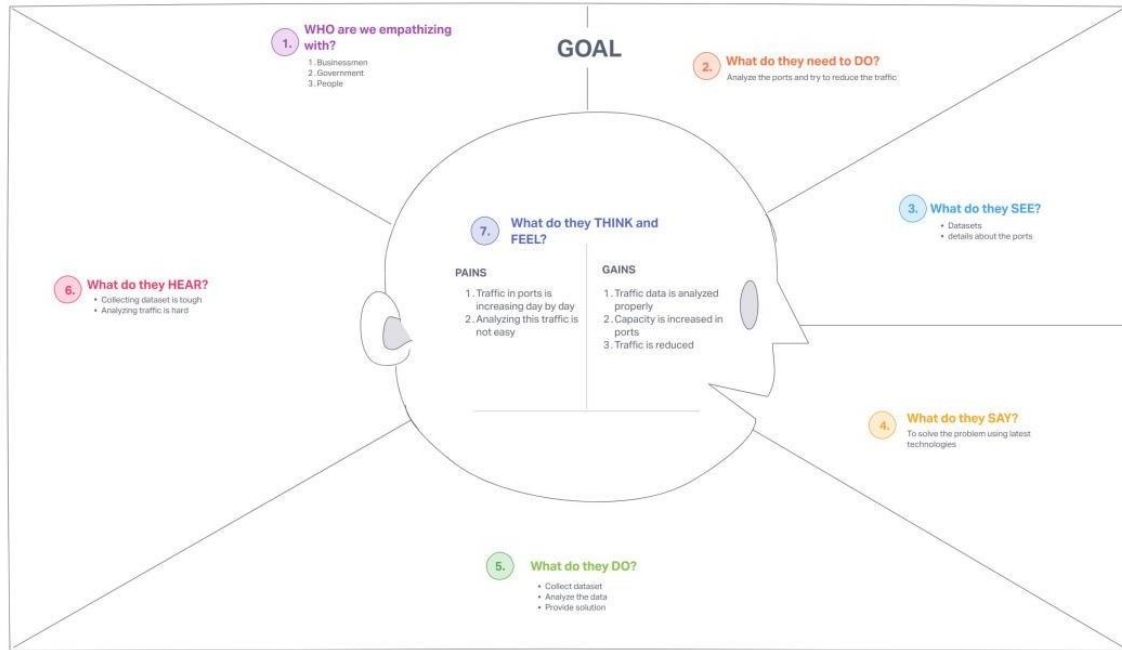 GOAL
1.
WHO are we empathizing
with?
1. Businessmen
2. Government
3. People
2.
What do they need to DO?
Analyze the ports and try to reduce the traffic
3.
What do they SEE?
• Datasets
• details about the ports
4.
What do they SAY?
To solve the problem using latest
technologies
5.
What do they DO?
• Collect dataset
• Analyze the data
• Provide solution
6.
What do they HEAR?
• Collecting dataset is tough
• Analyzing traffic is hard
7.
What do they THINK and
FEEL?
PAINS
1. Traffic in ports is
increasing day by day
2. Analyzing this traffic is
not easy
GAINS
1. Traffic data is analyzed
properly
2. Capacity is increased in
ports
3. Traffic is reduced